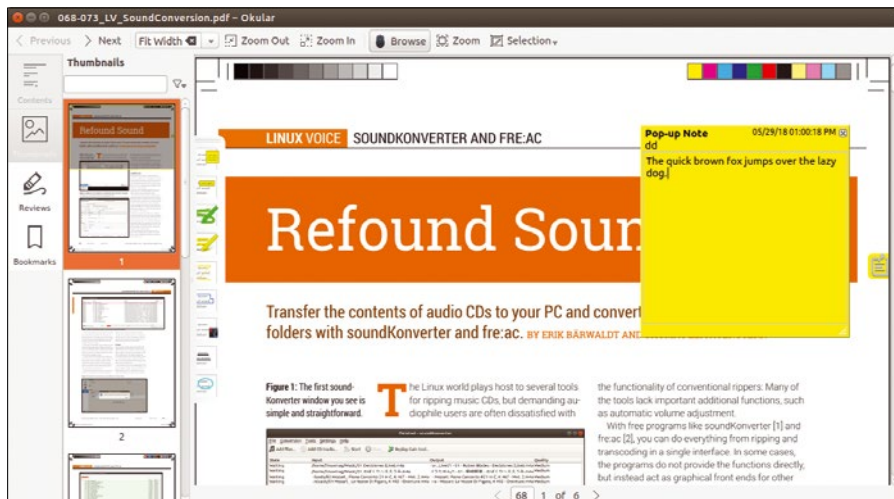 068-073_LV_SoundConversion.pdf – Okular
Previous Next Fit Width Zoom Out Zoom In Browse Zoom Selection
Contents
Thumbnails
Reviews
Bookmarks
1
2
LINUX VOICE SOUNDKONVERTER AND FRE:AC
Pop-up Note 05/29/18 01:00:18 PM
dd
The quick brown fox jumps over the lazy
dog.
Refound Soun
Transfer the contents of audio CDs to your PC and convert
folders with soundKonverter and fre:ac. BY ERIK BÄRWALDT AND
Figure 1: The first sound-
Konverter window you see is
simple and straightforward.
The Linux world plays host to several tools
for ripping music CDs, but demanding au-
diophile users are often dissatisfied with
the functionality of conventional rippers: Many of
the tools lack important additional functions, such
as automatic volume adjustment.
With free programs like soundKonverter [1] and
fre:ac [2], you can do everything from ripping and
transcoding in a single interface. In some cases,
the programs do not provide the functions directly,
but instead act as graphical front ends for other
68 1 of 6